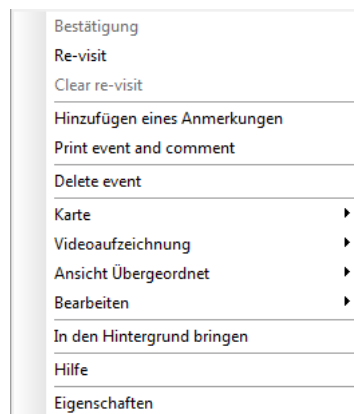 Bestätigung
Re-visit
Clear re-visit
Hinzufügen eines Anmerkungen
Print event and comment
Delete event
Karte
Videoaufzeichnung
Ansicht Übergeordnet
Bearbeiten
In den Hintergrund bringen
Hilfe
Eigenschaften